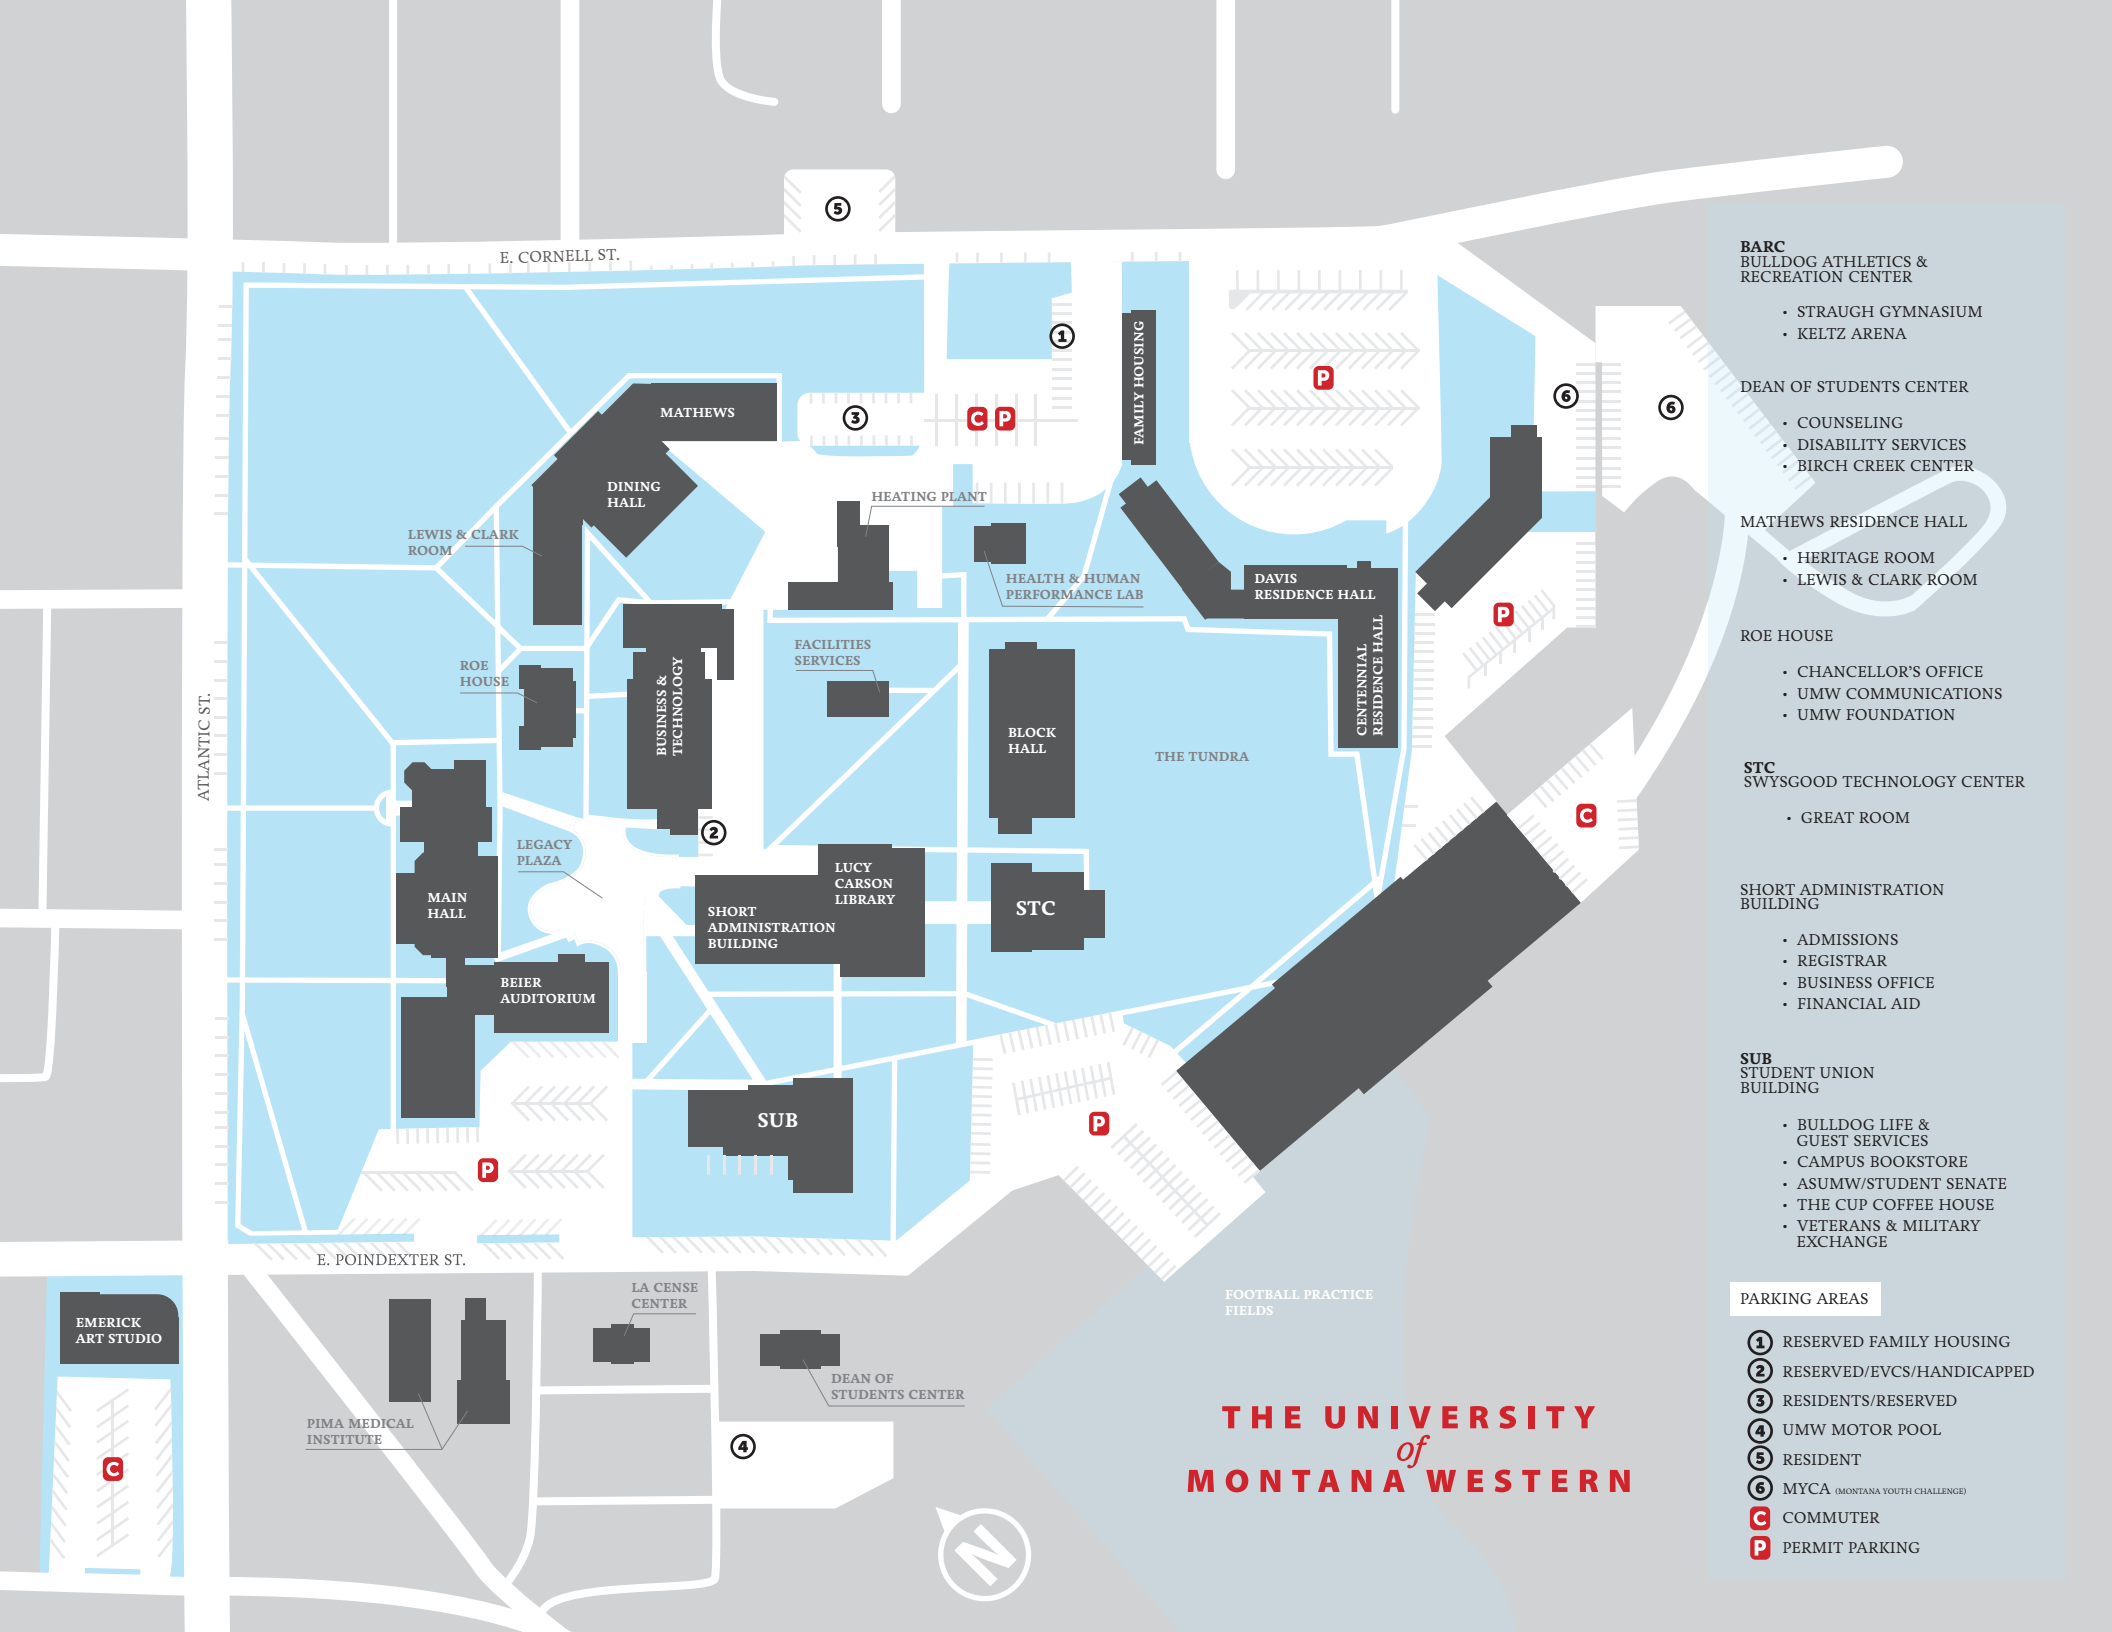 5
E. CORNELL ST.
BARC
BULLDOG ATHLETICS &
RECREATION CENTER
• STRAUGH GYMNASIUM
• KELTZ ARENA
DEAN OF STUDENTS CENTER
• COUNSELING
• DISABILITY SERVICES
• BIRCH CREEK CENTER
MATHEWS RESIDENCE HALL
• HERITAGE ROOM
• LEWIS & CLARK ROOM
ROE HOUSE
• CHANCELLOR'S OFFICE
• UMW COMMUNICATIONS
• UMW FOUNDATION
STC
SWYSGOOD TECHNOLOGY CENTER
• GREAT ROOM
SHORT ADMINISTRATION
BUILDING
• ADMISSIONS
• REGISTRAR
• BUSINESS OFFICE
• FINANCIAL AID
SUB
STUDENT UNION
BUILDING
• BULLDOG LIFE &
GUEST SERVICES
• CAMPUS BOOKSTORE
• ASUMW/STUDENT SENATE
• THE CUP COFFEE HOUSE
• VETERANS & MILITARY
EXCHANGE
PARKING AREAS
1 RESERVED FAMILY HOUSING
2 RESERVED/EVCS/HANDICAPPED
3 RESIDENTS/RESERVED
4 UMW MOTOR POOL
5 RESIDENT
6 MYCA (MONTANA YOUTH CHALLENGE)
C COMMUTER
P PERMIT PARKING
1
FAMILY HOUSING
P
6
6
MATHEWS
3
C P
DINING
HALL
HEATING PLANT
LEWIS & CLARK
ROOM
HEALTH & HUMAN
PERFORMANCE LAB
DAVIS
RESIDENCE HALL
P
CENTENNIAL
RESIDENCE HALL
FACILITIES
SERVICES
ROE
HOUSE
BUSINESS &
TECHNOLOGY
BLOCK
HALL
THE TUNDRA
ATLANTIC ST.
2
C
LEGACY
PLAZA
LUCY
CARSON
LIBRARY
MAIN
HALL
SHORT
ADMINISTRATION
BUILDING
STC
BEIER
AUDITORIUM
SUB
P
P
E. POINDEXTER ST.
LA CENSE
CENTER
FOOTBALL PRACTICE
FIELDS
EMERICK
ART STUDIO
DEAN OF
STUDENTS CENTER
PIMA MEDICAL
INSTITUTE
4
C
THE UNIVERSITY
of
MONTANA WESTERN
N